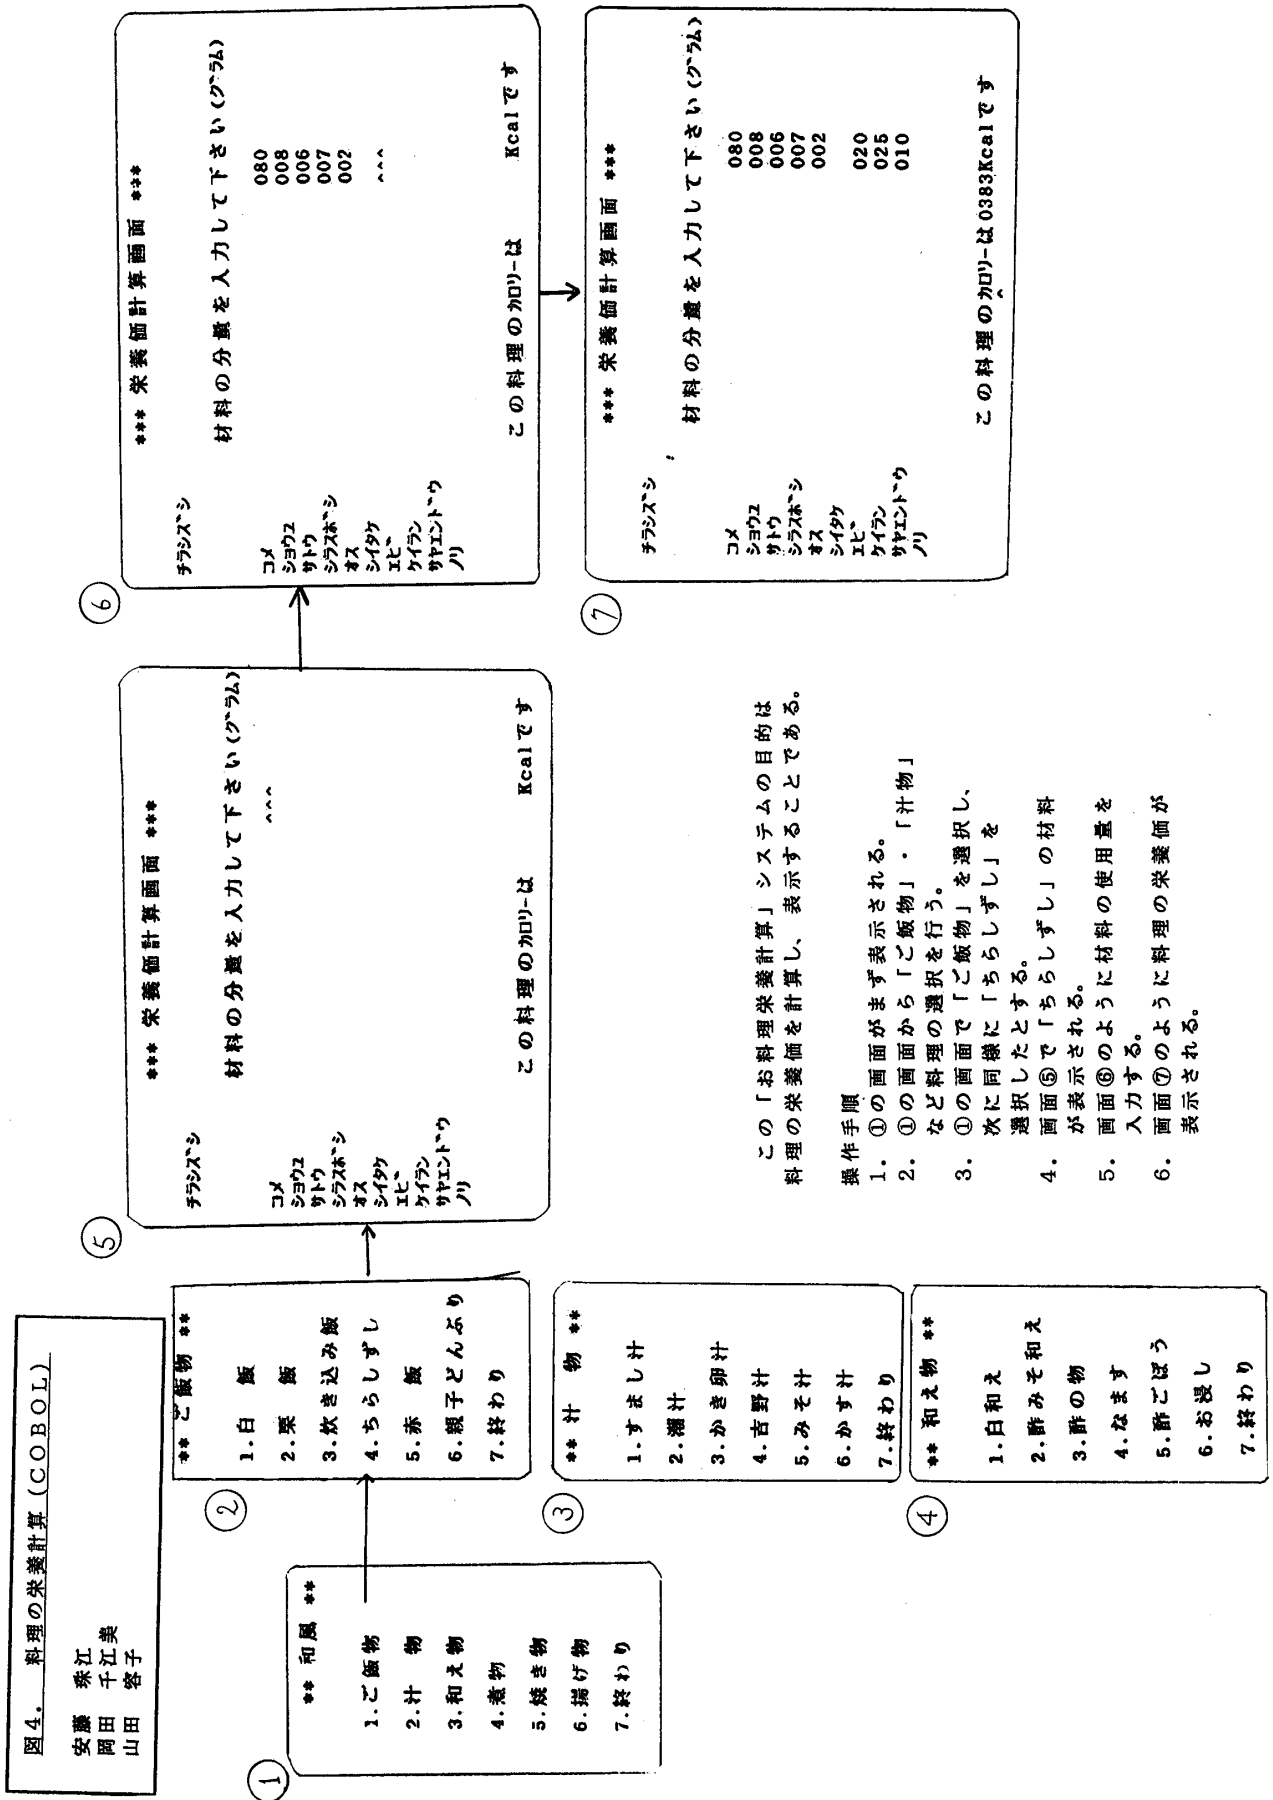 図4. 料理の栄養計算(COBOL)
安藤 珠江
岡田 千江美
山田 容子
①
** 和風 **
1.ご飯物
2.汁 物
3.和え物
4.煮物
5.焼き物
6.揚げ物
7.終わり
②
** ご飯物 **
1.白 飯
2.栗 飯
3.炊き込み飯
4.ちらしずし
5.赤 飯
6.親子どんぶり
7.終わり
③
** 汁 物 **
1.すまし汁
2.潮汁
3.かき卵汁
4.吉野汁
5.みそ汁
6.かす汁
7.終わり
④
** 和え物 **
1.白和え
2.酢みそ和え
3.酢の物
4.なます
5.酢ごぼう
6.お浸し
7.終わり
⑤
*** 栄養価計算画面 ***
チラシズシ
材料の分量を入力して下さい(グラム)
コメ ^^^
ショウユ
サトウ
シラスボシ
オス
シイタケ
エビ
ケイラン
サヤエンドウ
ノリ
この料理のカロリーは Kcalです
⑥
*** 栄養価計算画面 ***
チラシズシ
材料の分量を入力して下さい(グラム)
コメ 080
ショウユ 008
サトウ 006
シラスボシ 007
オス 002
シイタケ
エビ ^^^
ケイラン
サヤエンドウ
ノリ
この料理のカロリーは Kcalです
⑦
*** 栄養価計算画面 ***
チラシズシ
材料の分量を入力して下さい(グラム)
コメ 080
ショウユ 008
サトウ 006
シラスボシ 007
オス 002
シイタケ
エビ 020
ケイラン 025
サヤエンドウ 010
ノリ
この料理のカロリーは0383Kcalです
^
この「お料理栄養計算」システムの目的は
料理の栄養価を計算し、表示することである。
操作手順
1. ①の画面がまず表示される。
2. ①の画面から「ご飯物」・「汁物」
など料理の選択を行う。
3. ①の画面で「ご飯物」を選択し、
次に同様に「ちらしずし」を
選択したとする。
4. 画面⑤で「ちらしずし」の材料
が表示される。
5. 画面⑥のように材料の使用量を
入力する。
6. 画面⑦のように料理の栄養価が
表示される。